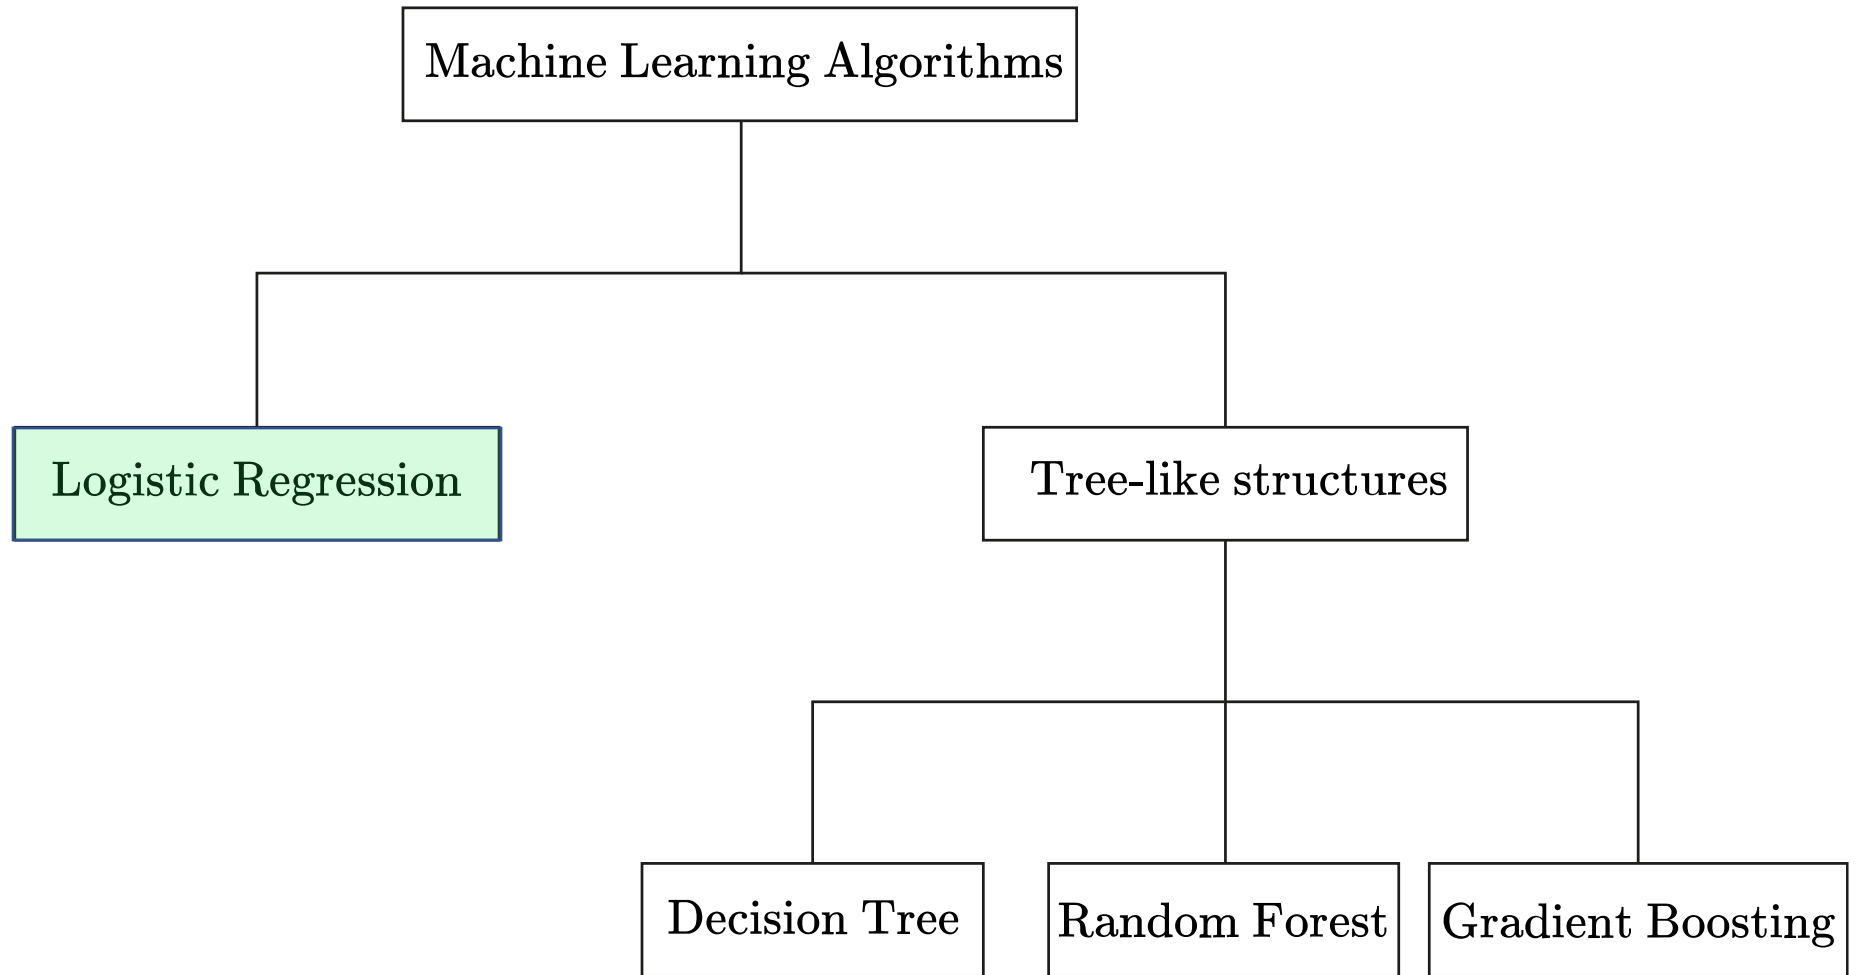 Machine Learning Algorithms
Logistic Regression
Tree-like structures
Decision Tree
Random Forest
Gradient Boosting